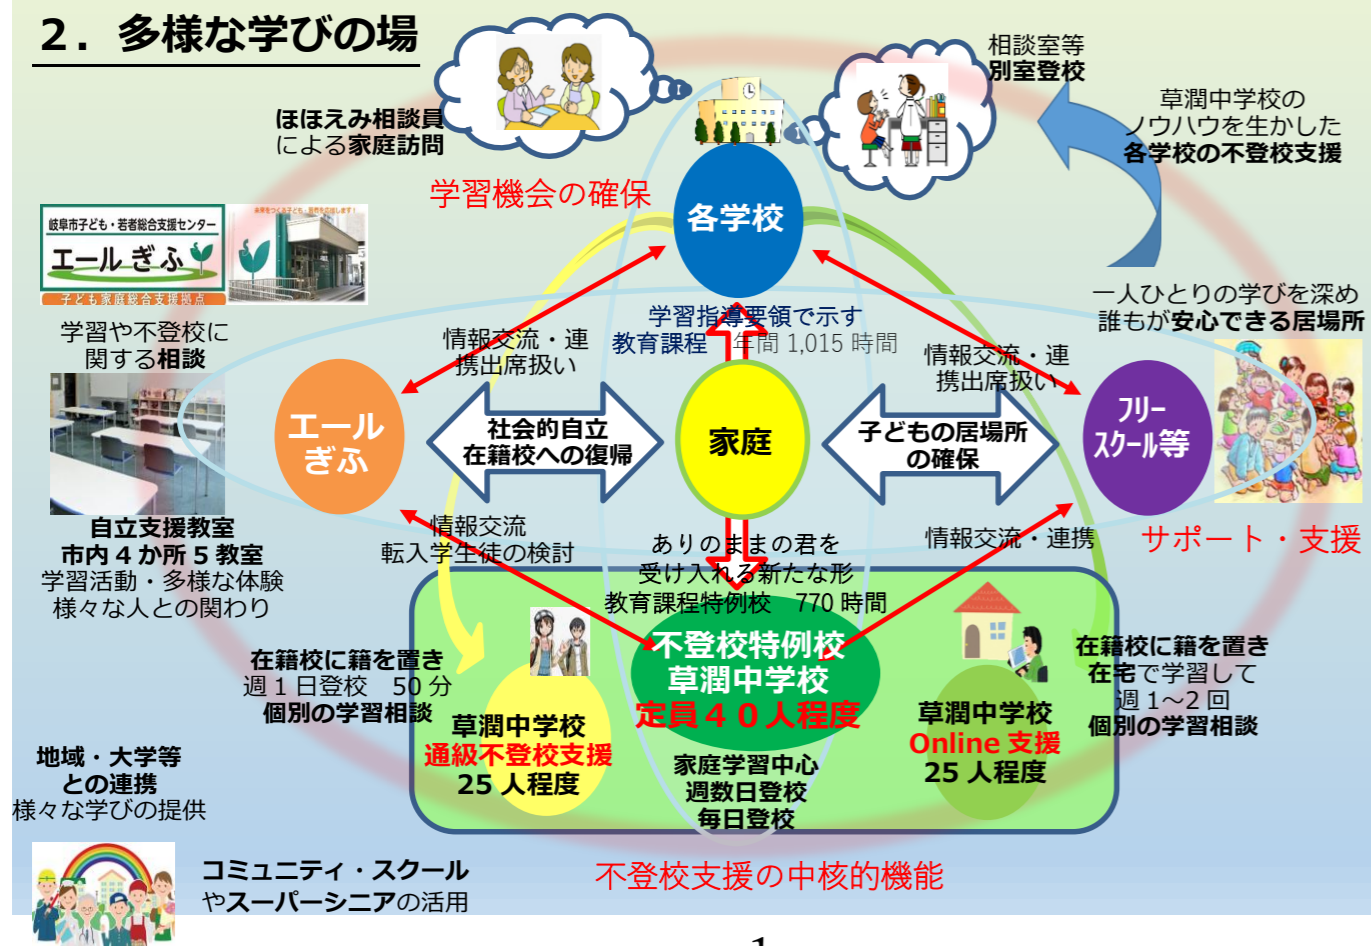 ２．多様な学びの場
相談室等
別室登校
草潤中学校の
ノウハウを生かした
各学校の不登校支援
ほほえみ相談員
による家庭訪問
学習機会の確保
各学校
岐阜市子ども・若者総合支援センター
エールぎふ
子ども家庭総合支援拠点
学習や不登校に
関する相談
一人ひとりの学びを深め
誰もが安心できる居場所
学習指導要領で示す
教育課程　年間 1,015 時間
情報交流・連
携出席扱い
情報交流・連
携出席扱い
エール
ぎふ
社会的自立
在籍校への復帰
家庭
子どもの居場所
の確保
フリー
スクール等
自立支援教室
市内４か所５教室
学習活動・多様な体験
様々な人との関わり
情報交流
転入学生徒の検討
ありのままの君を
受け入れる新たな形
教育課程特例校　770 時間
情報交流・連携
サポート・支援
在籍校に籍を置き
週１日登校　50 分
個別の学習相談
草潤中学校
通級不登校支援
25 人程度
不登校特例校
草潤中学校
定員４０人程度
家庭学習中心
週数日登校
毎日登校
草潤中学校
Online 支援
25 人程度
在籍校に籍を置き
在宅で学習して
週 1～2 回
個別の学習相談
地域・大学等
との連携
様々な学びの提供
コミュニティ・スクール
やスーパーシニアの活用
不登校支援の中核的機能
1